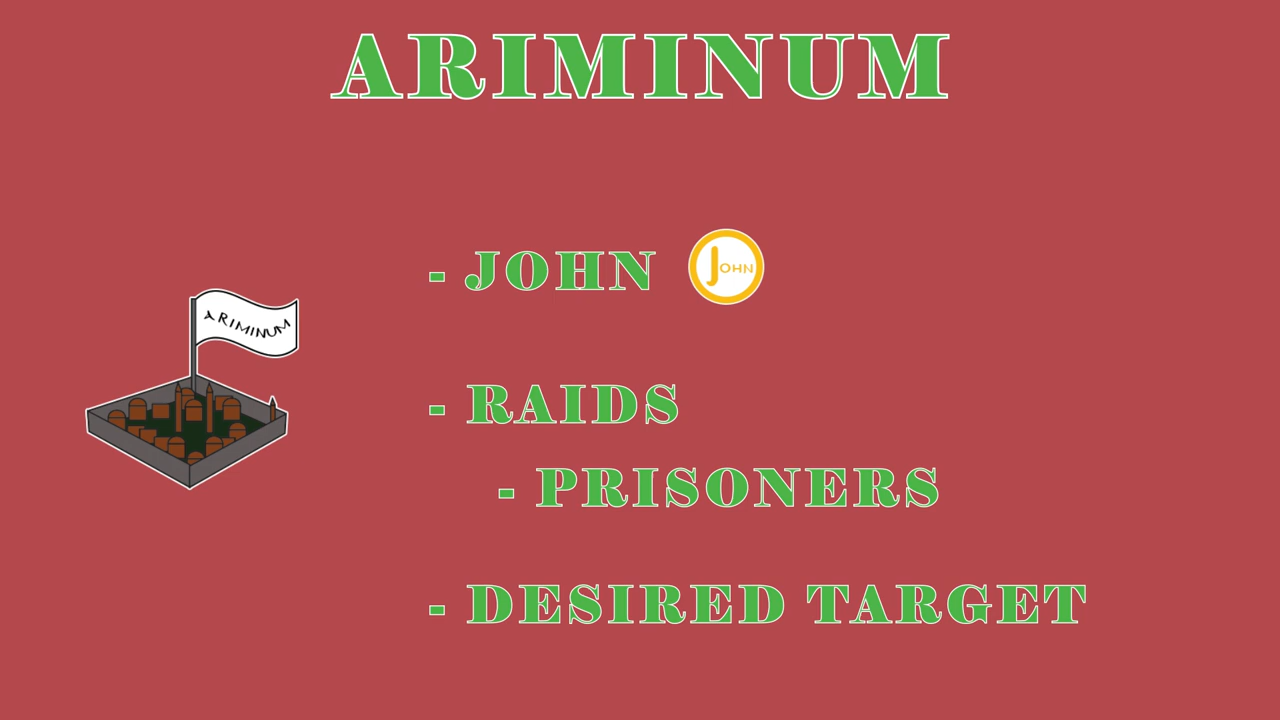 ARIMINUM
- JOHN JOHN
ARIMINUM
- RAIDS
- PRISONERS
- DESIRED TARGET